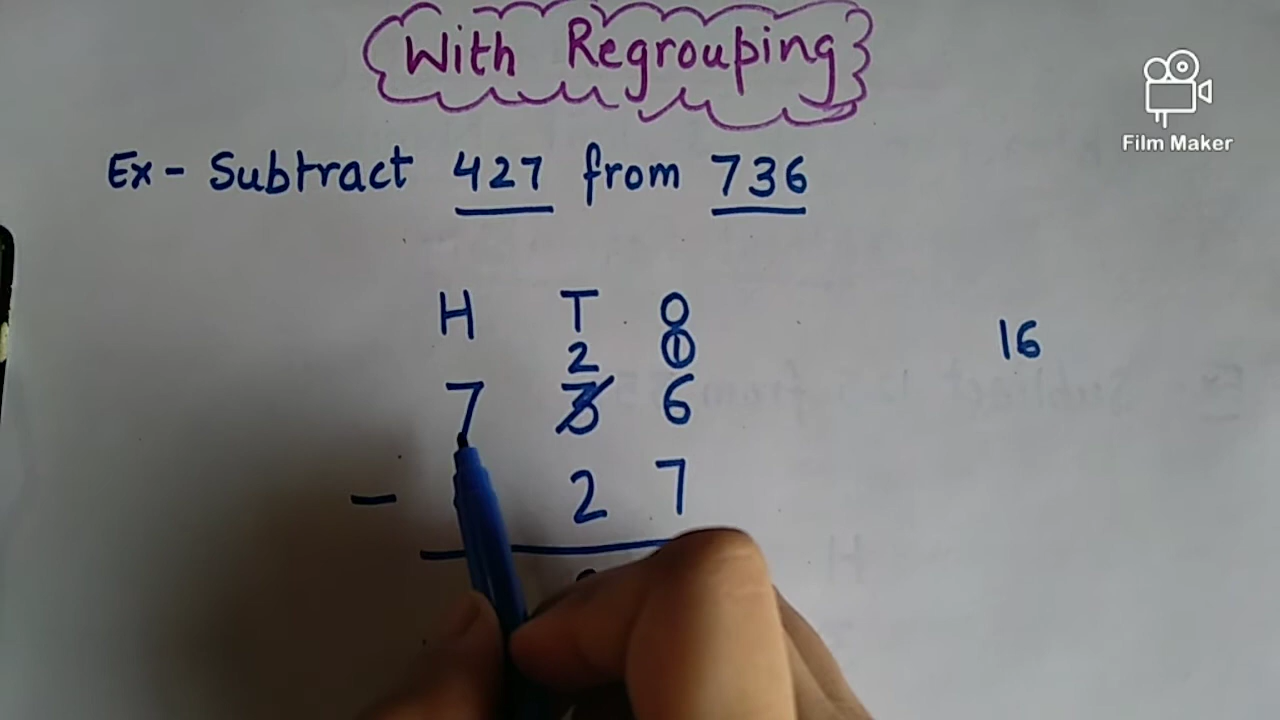 With Regrouping
Film Maker
Ex- Subtract 427 from 736
H T O
2 1
16
7 3 6
- 2 7